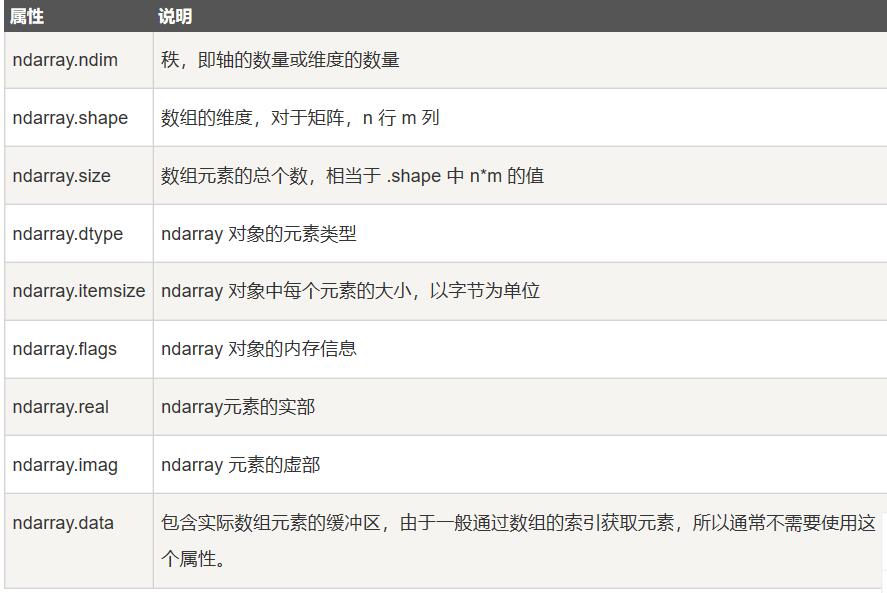 属性 说明
ndarray.ndim 秩，即轴的数量或维度的数量
ndarray.shape 数组的维度，对于矩阵，n 行 m 列
ndarray.size 数组元素的总个数，相当于 .shape 中 n*m 的值
ndarray.dtype ndarray 对象的元素类型
ndarray.itemsize ndarray 对象中每个元素的大小，以字节为单位
ndarray.flags ndarray 对象的内存信息
ndarray.real ndarray元素的实部
ndarray.imag ndarray 元素的虚部
ndarray.data 包含实际数组元素的缓冲区，由于一般通过数组的索引获取元素，所以通常不需要使用这
个属性。